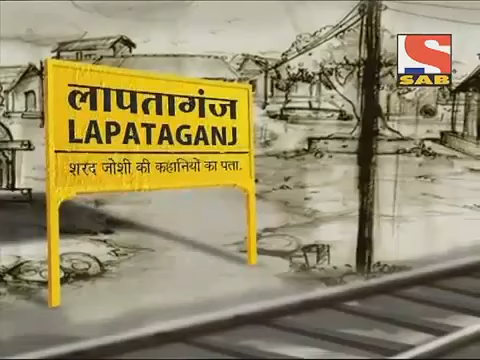 लापतागंज
LAPATAGANJ
शरद जोशी की कहानियों का पता.
S
SAB